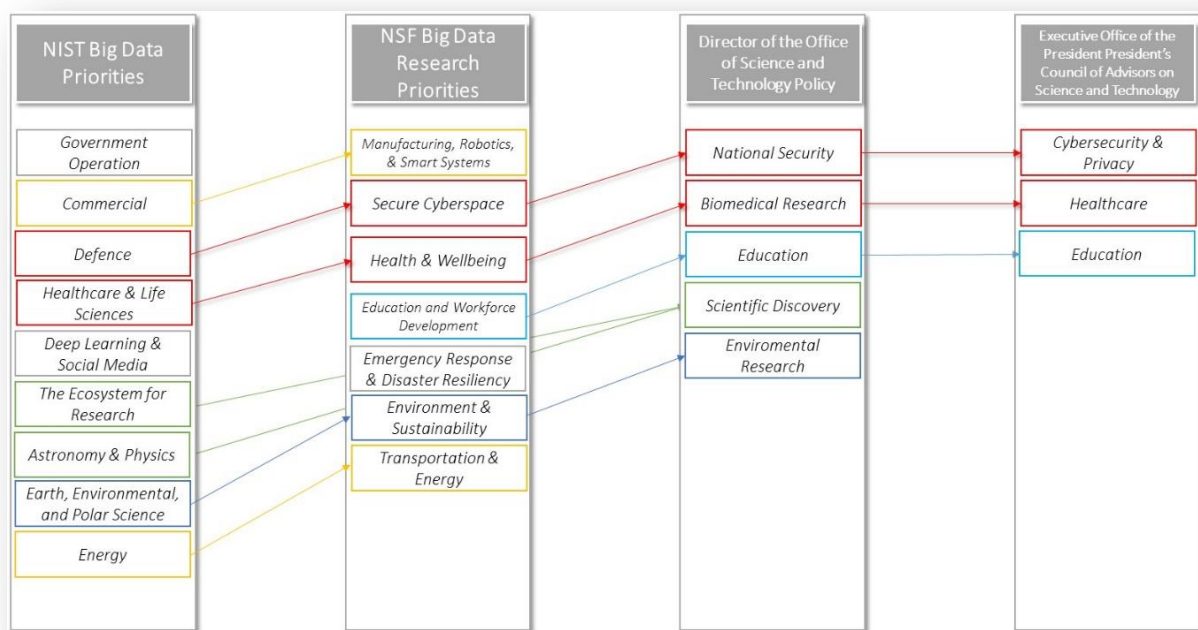 NIST Big Data
Priorities
Government
Operation
Commercial
Defence
Healthcare & Life
Sciences
Deep Learning &
Social Media
The Ecosystem for
Research
Astronomy & Physics
Earth, Environmental,
and Polar Science
Energy
NSF Big Data
Research
Priorities
Manufacturing, Robotics,
& Smart Systems
Secure Cyberspace
Health & Wellbeing
Education and Workforce
Development
Emergency Response
& Disaster Resiliency
Environment &
Sustainability
Transportation &
Energy
Director of the Office
of Science and
Technology Policy
National Security
Biomedical Research
Education
Scientific Discovery
Enviromental
Research
Executive Office of the
President President's
Council of Advisors on
Science and Technology
Cybersecurity &
Privacy
Healthcare
Education